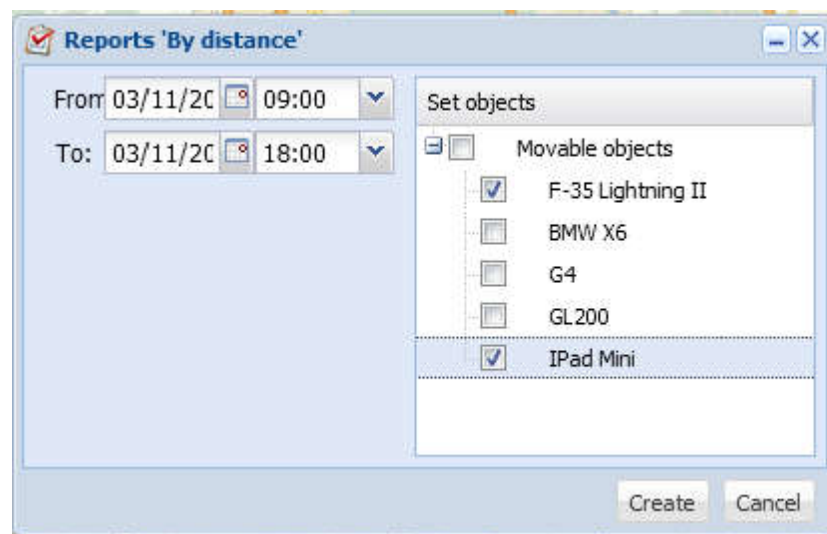 Reports 'By distance'
From 03/11/20 09:00
To: 03/11/20 18:00
Set objects
Movable objects
F-35 Lightning II
BMW X6
G4
GL200
IPad Mini
Create Cancel